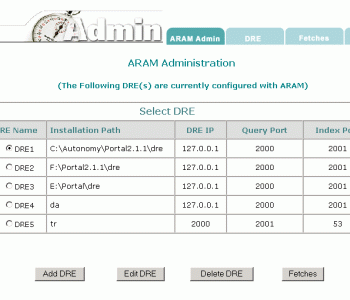 Admin
ARAM Admin DRE Fetches
ARAM Administration
(The Following DRE(s) are currently configured with ARAM)
Select DRE
RE Name Installation Path DRE IP Query Port Index Po
DRE1 C:\Autonomy\Portal2.1.1\dre 127.0.0.1 2000 2001
DRE2 F:\Portal2.1.1\dre 127.0.0.1 2000 2001
DRE3 E:\Portal\dre 127.0.0.1 2000 2001
DRE4 da 127.0.0.1 2000 2001
DRE5 tr 2000 2001 53
Add DRE Edit DRE Delete DRE Fetches